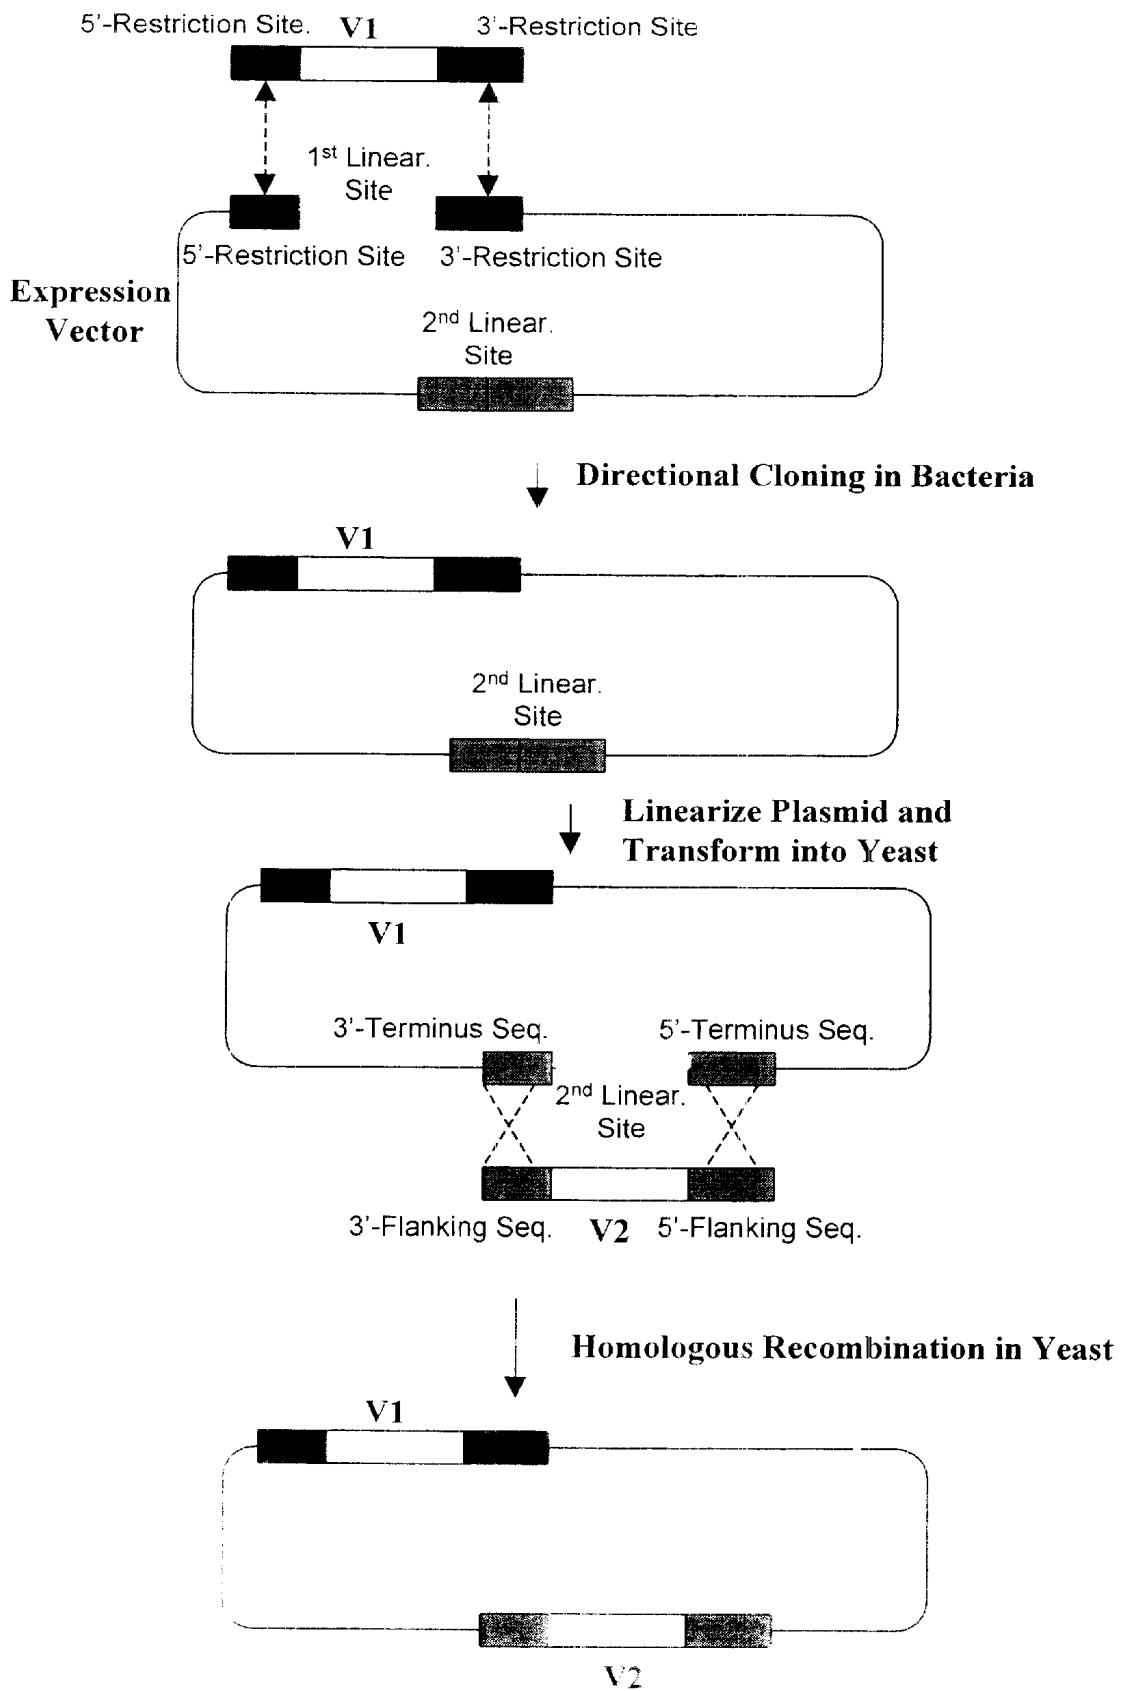 5'-Restriction Site. V1 3'-Restriction Site
1st Linear.
Site
5'-Restriction Site 3'-Restriction Site
Expression
Vector
2nd Linear.
Site
Directional Cloning in Bacteria
V1
2nd Linear.
Site
Linearize Plasmid and
Transform into Yeast
V1
3'-Terminus Seq. 5'-Terminus Seq.
2nd Linear.
Site
3'-Flanking Seq. V2 5'-Flanking Seq.
Homologous Recombination in Yeast
V1
V2